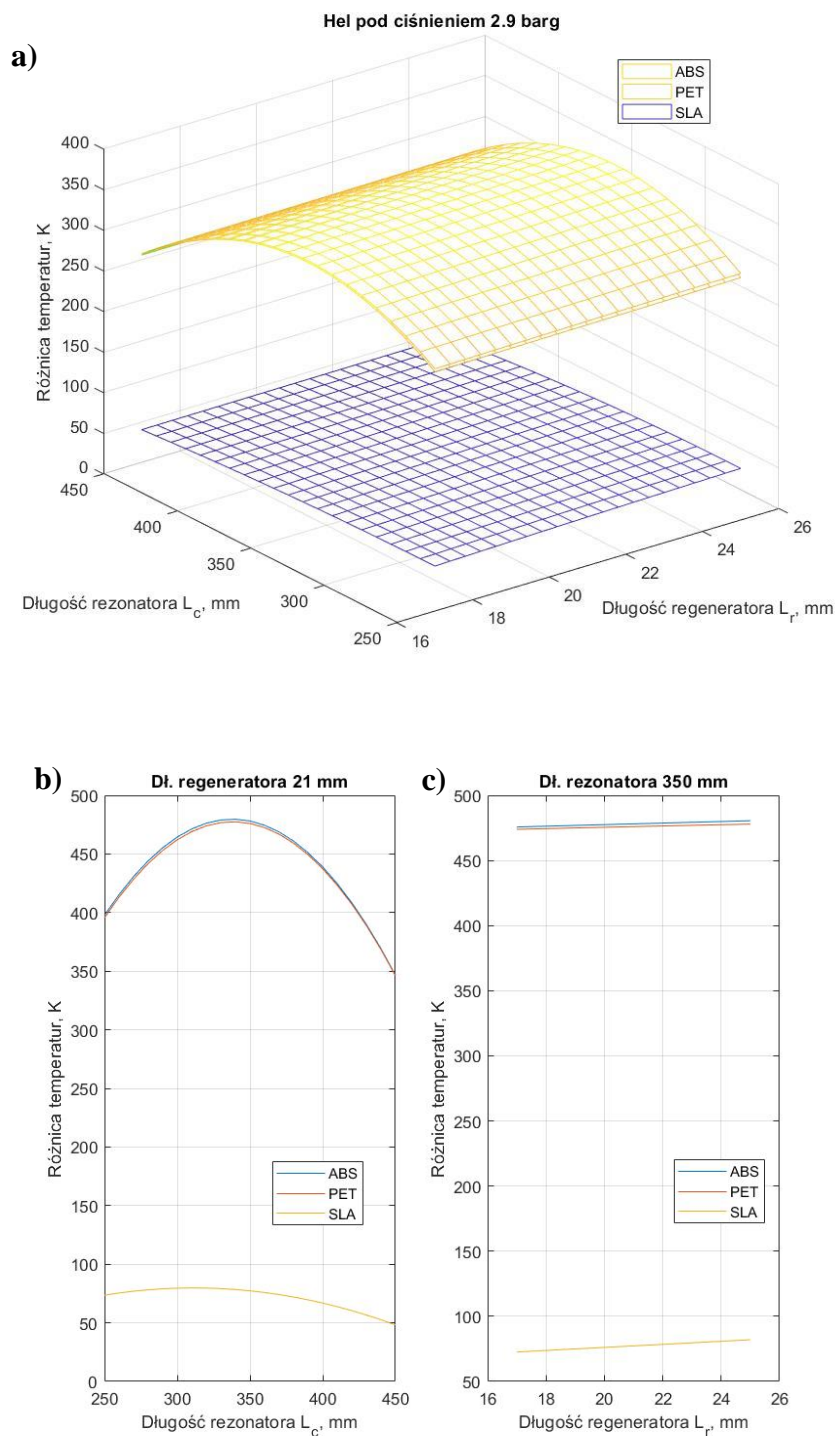 Hel pod ciśnieniem 2.9 barg
a)
ABS
PET
SLA
400
350
300
250
200
150
100
50
0
Różnica temperatur, K
450
400
350
300
250
Długość rezonatora L_c, mm
16
18
20
22
24
26
Długość regeneratora L_r, mm
b)
Dł. regeneratora 21 mm
500
450
400
350
300
250
200
150
100
50
0
Różnica temperatur, K
ABS
PET
SLA
250 300 350 400 450
Długość rezonatora L_c, mm
c)
Dł. rezonatora 350 mm
500
450
400
350
300
250
200
150
100
50
Różnica temperatur, K
ABS
PET
SLA
16 18 20 22 24 26
Długość regeneratora L_r, mm